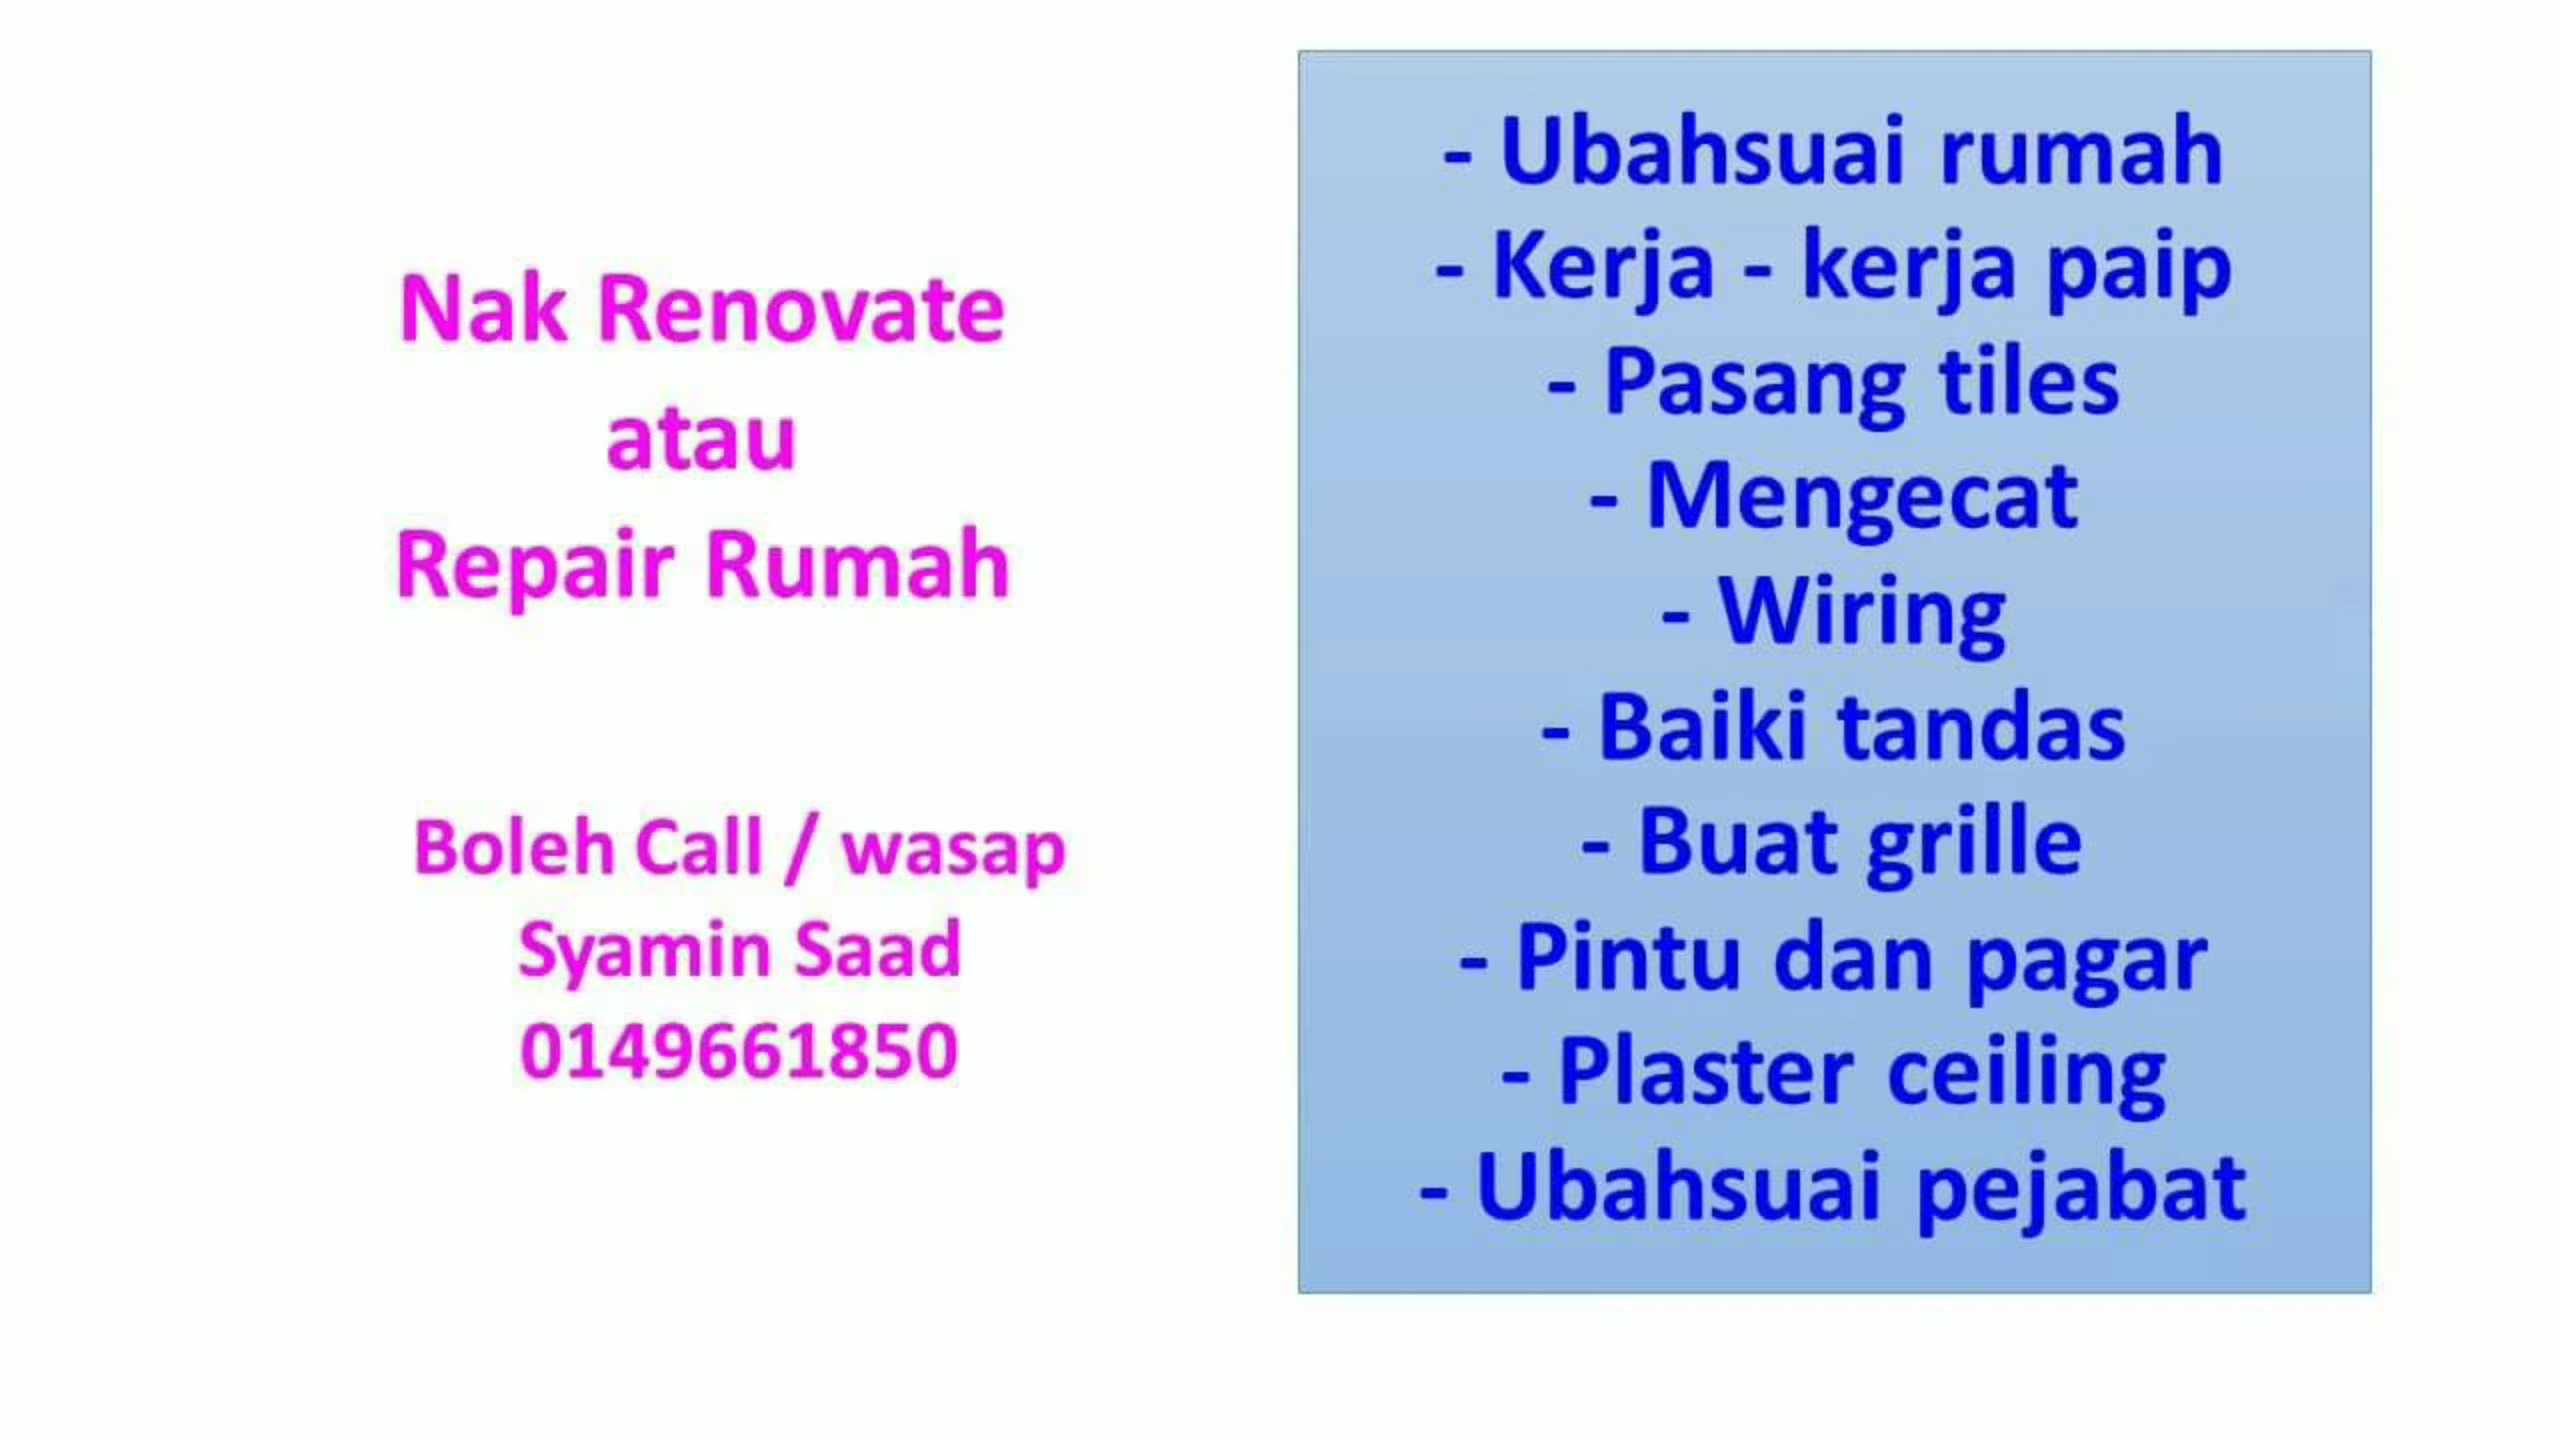 Nak Renovate
atau
Repair Rumah
Boleh Call / wasap
Syamin Saad
0149661850
- Ubahsuai rumah
- Kerja - kerja paip
- Pasang tiles
- Mengecat
- Wiring
- Baiki tandas
- Buat grille
- Pintu dan pagar
- Plaster ceiling
- Ubahsuai pejabat